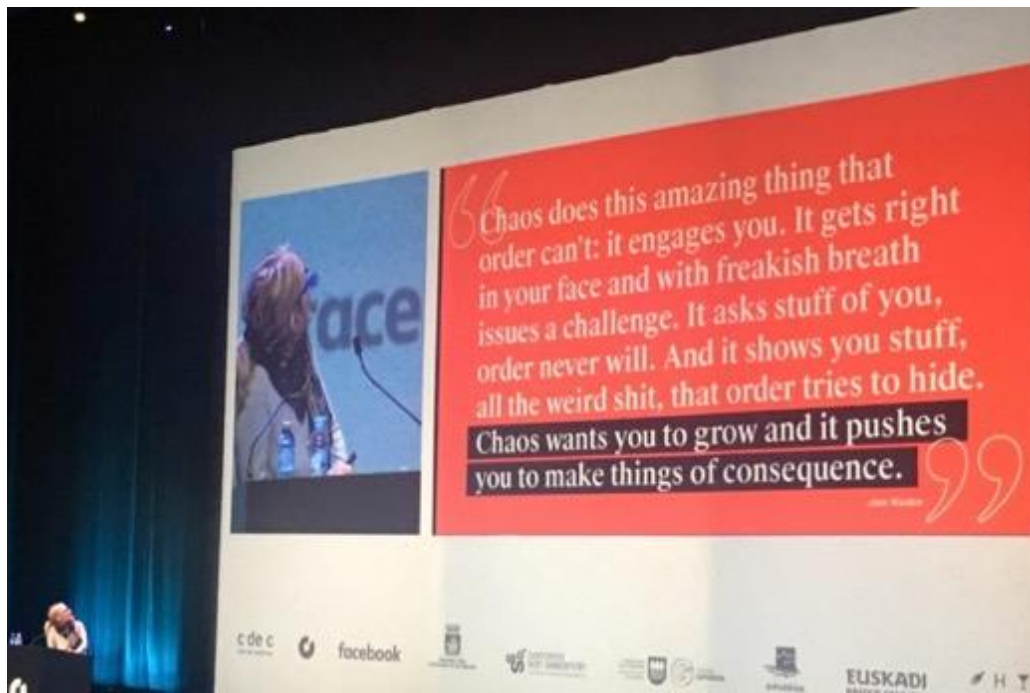 Chaos does this amazing thing that
order can't: it engages you. It gets right
in your face and with freakish breath
issues a challenge. It asks stuff of you,
order never will. And it shows you stuff,
all the weird shit, that order tries to hide.
Chaos wants you to grow and it pushes
you to make things of consequence.
ace
c de c
facebook
EUSKADI